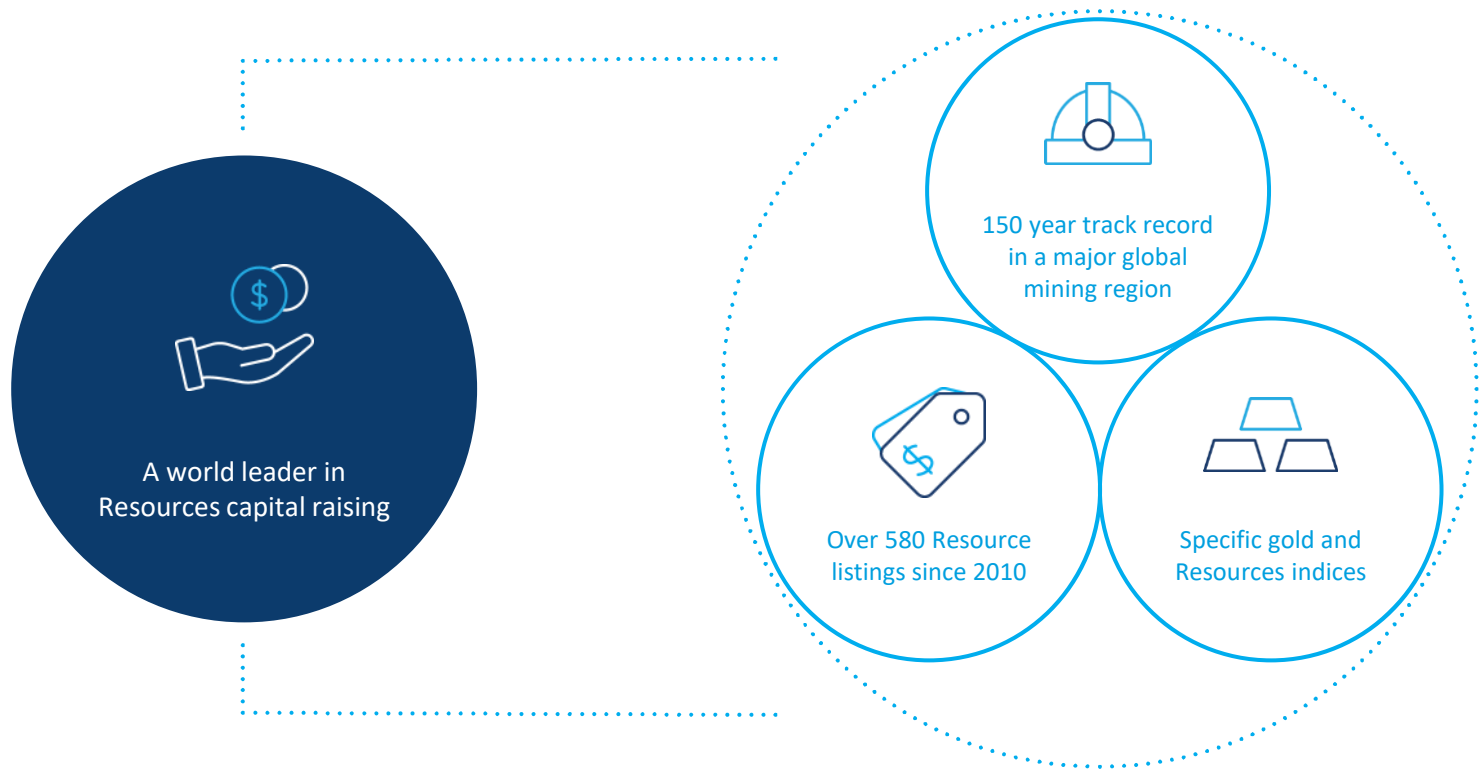 A world leader in
Resources capital raising
150 year track record
in a major global
mining region
Over 580 Resource
listings since 2010
Specific gold and
Resources indices
$
$